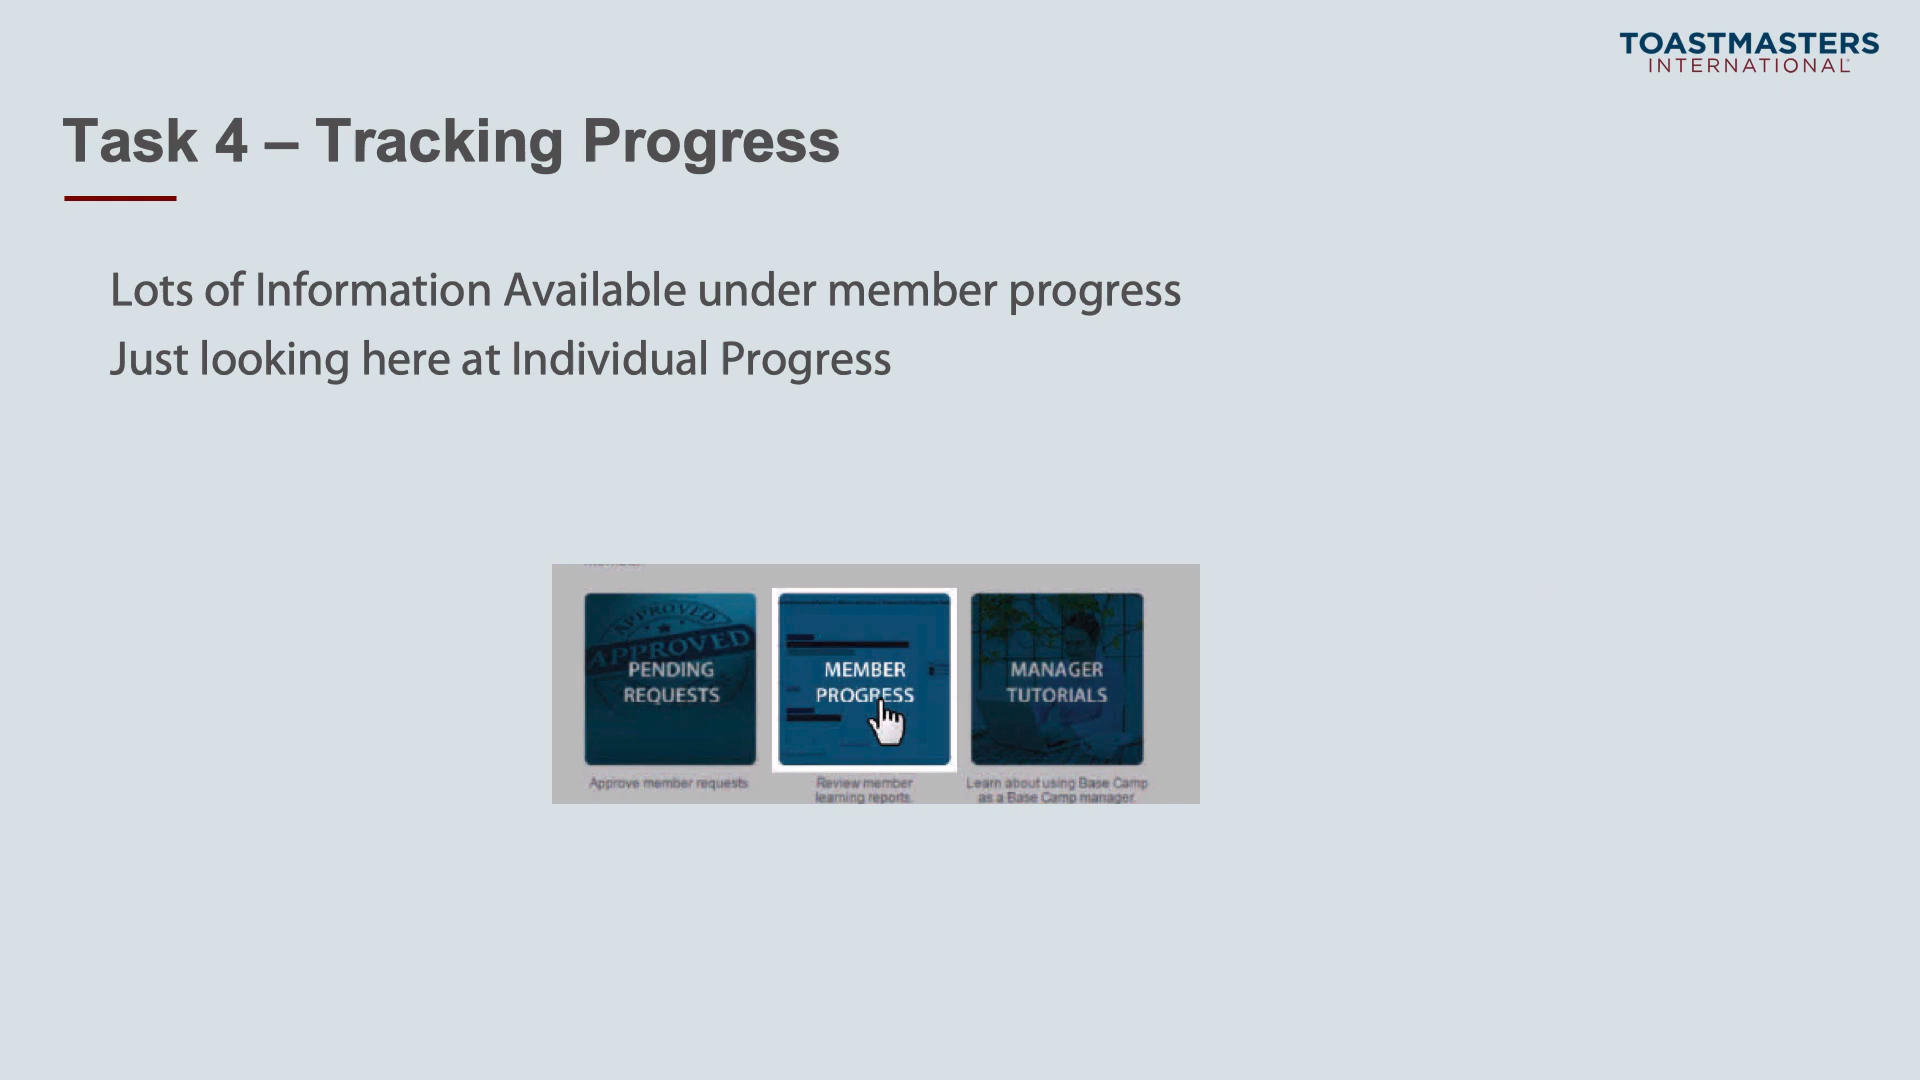 TOASTMASTERS
INTERNATIONAL
Task 4 – Tracking Progress
Lots of Information Available under member progress
Just looking here at Individual Progress
APPROVED
APPROVED
PENDING
REQUESTS
Approve member requests
MEMBER
PROGRESS
Review member
learning reports.
MANAGER
TUTORIALS
Learn about using Base Camp
as a Base Camp manager.